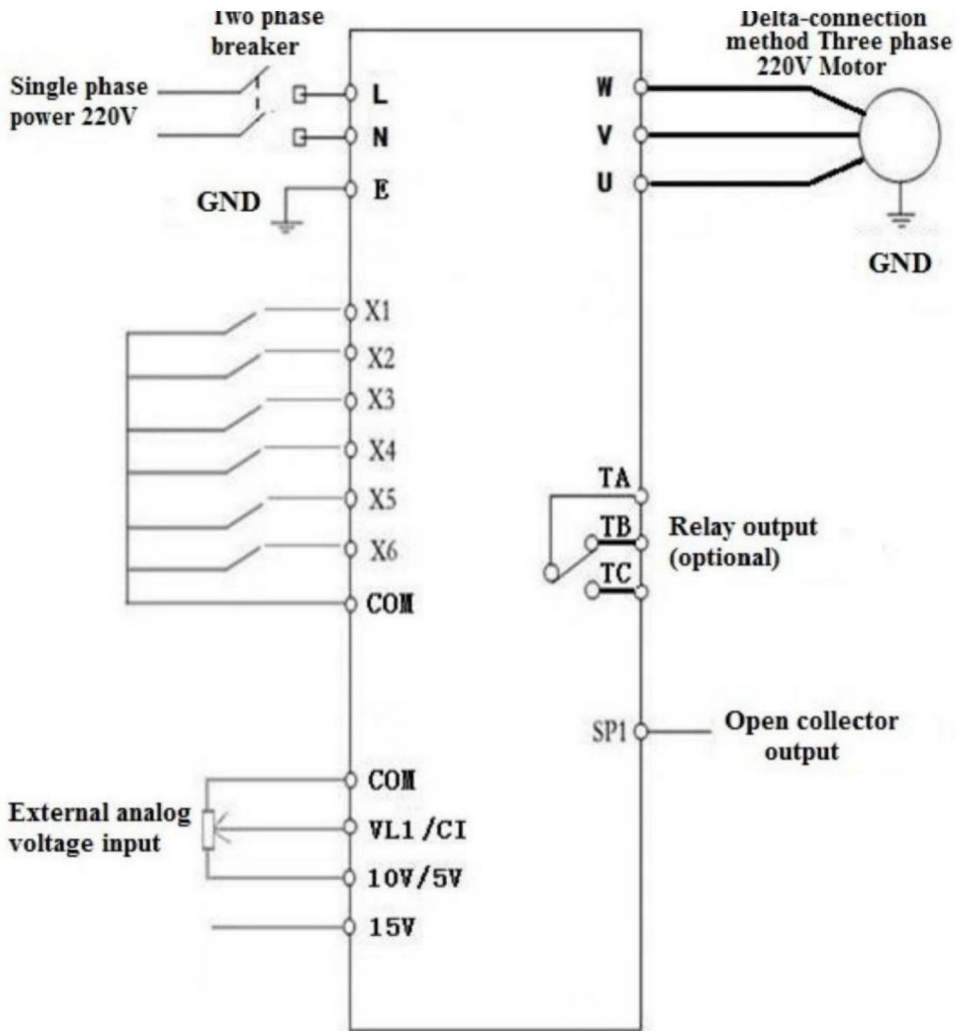 Two phase
breaker
Single phase
power 220V
L
N
E
GND
X1
X2
X3
X4
X5
X6
COM
External analog
voltage input
COM
VL1/CI
10V/5V
15V
Delta-connection
method Three phase
220V Motor
W
V
U
GND
TA
TB
TC
Relay output
(optional)
SP1
Open collector
output